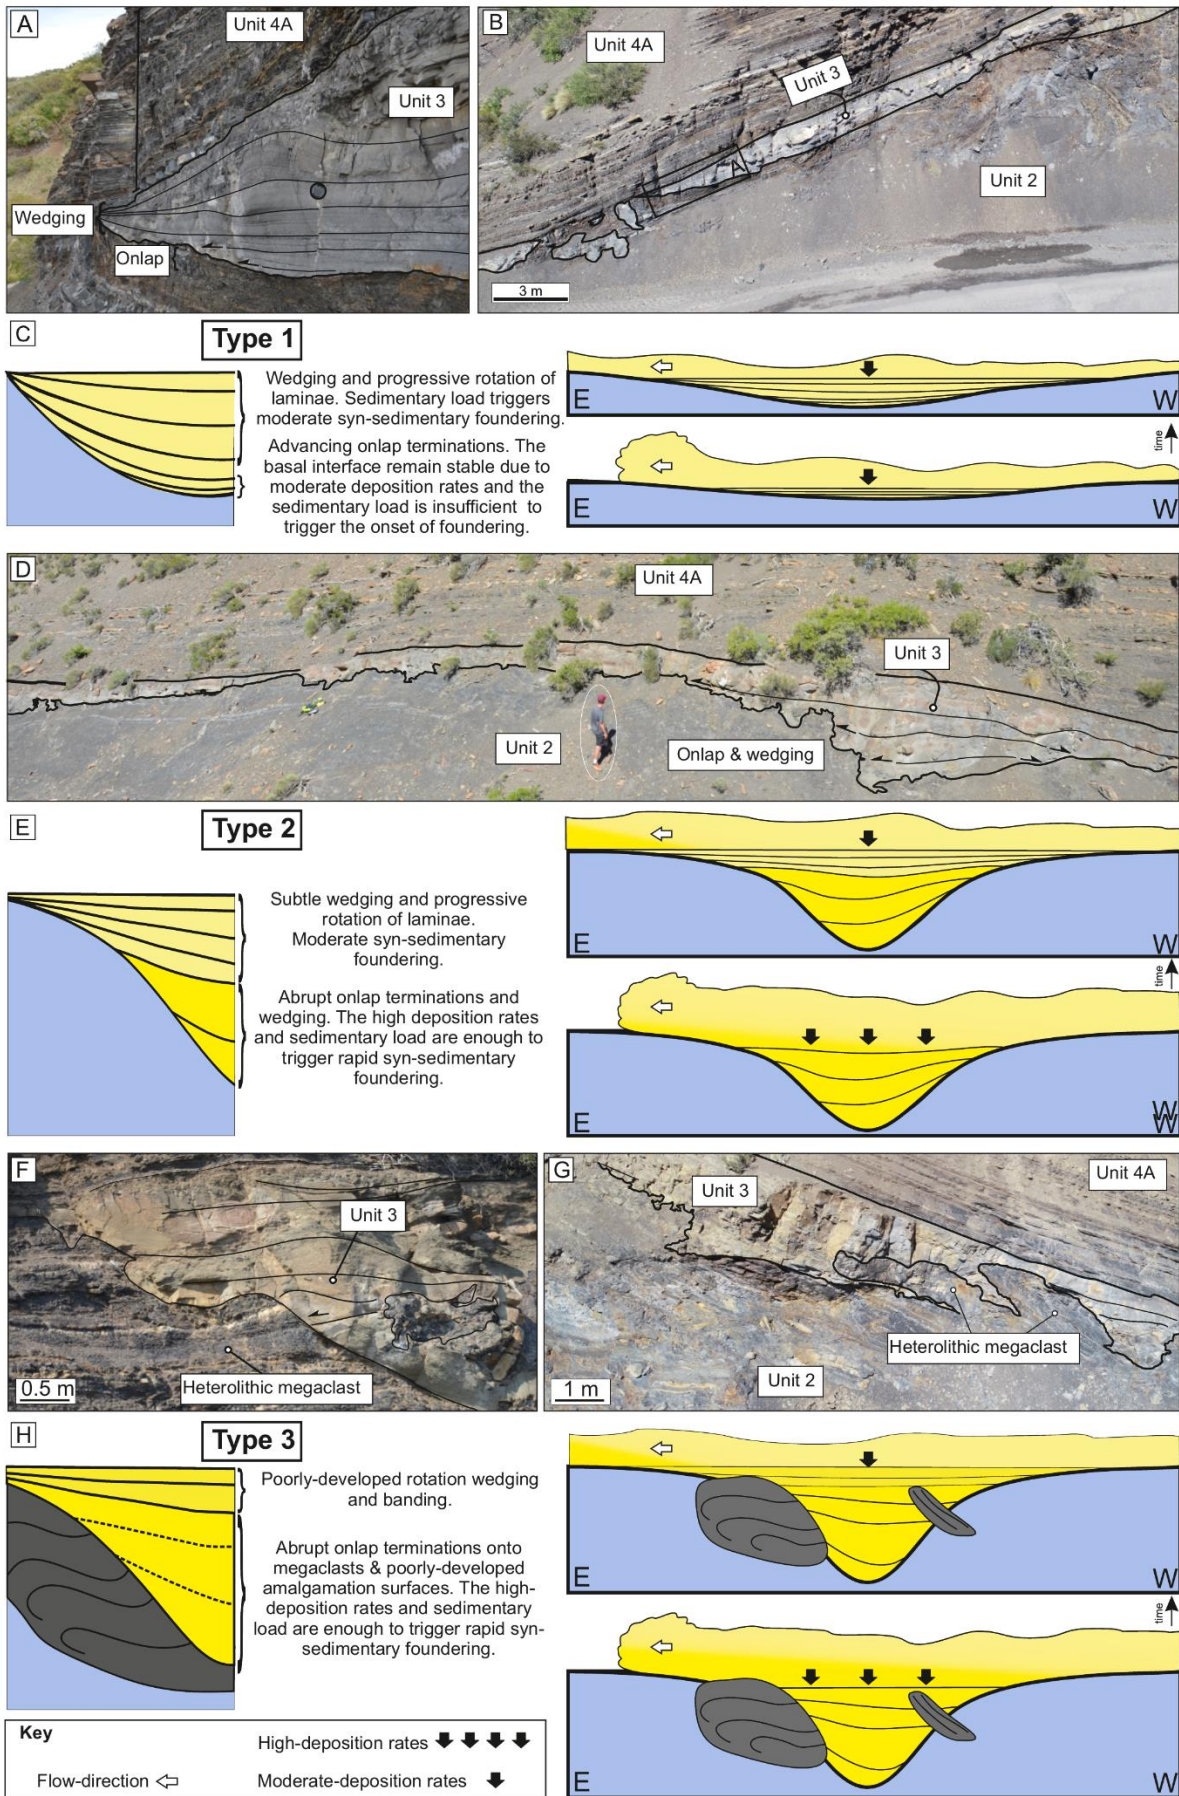 A
Unit 4A
Unit 3
Wedging
Onlap
B
Unit 4A
Unit 3
A
Unit 2
3 m
C
Type 1
Wedging and progressive rotation of
laminae. Sedimentary load triggers
moderate syn-sedimentary foundering.
Advancing onlap terminations. The
basal interface remain stable due to
moderate deposition rates and the
sedimentary load is insufficient to
trigger the onset of foundering.
E
W
time
E
W
D
Unit 4A
Unit 3
Unit 2
Onlap & wedging
E
Type 2
Subtle wedging and progressive
rotation of laminae.
Moderate syn-sedimentary
foundering.
Abrupt onlap terminations and
wedging. The high deposition rates
and sedimentary load are enough to
trigger rapid syn-sedimentary
foundering.
E
W
time
E
W
W
F
Unit 3
Heterolithic megaclast
0.5 m
G
Unit 3
Unit 4A
Heterolithic megaclast
Unit 2
1 m
H
Type 3
Poorly-developed rotation wedging
and banding.
Abrupt onlap terminations onto
megaclasts & poorly-developed
amalgamation surfaces. The high-
deposition rates and sedimentary
load are enough to trigger rapid syn-
sedimentary foundering.
E
W
time
E
W
Key
High-deposition rates
Flow-direction
Moderate-deposition rates